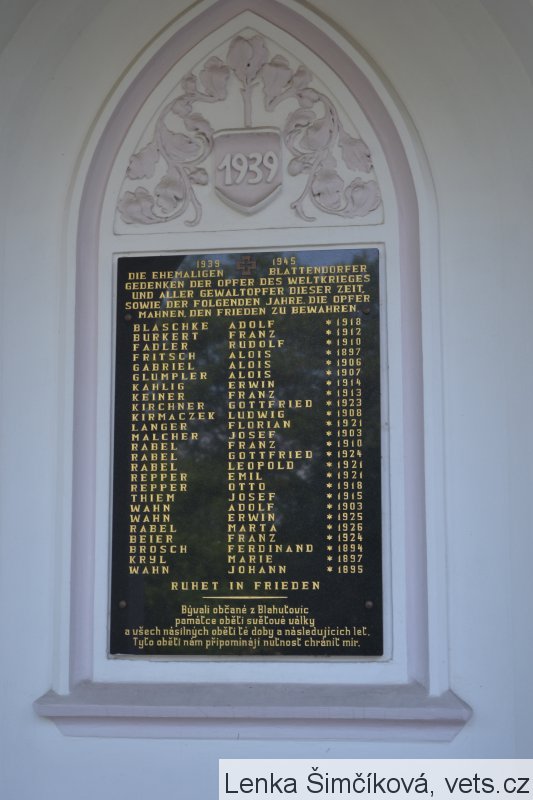 1939
1939 1945
DIE EHEMALIGEN BLATTENDÖRFER
GEDENKEN DER OPFER DES WELTKRIEGES
UND ALLER GEWALTOPFER DIESER ZEIT,
SOWIE DER FOLGENDEN JAHRE. DIE OPFER
MAHNEN, DEN FRIEDEN ZU BEWAHREN.
BLASCHKE ADOLF * 1918
BURKERT FRANZ * 1912
FADLER RUDOLF * 1910
FRITSCH ALOIS * 1897
GABRIEL ALOIS * 1906
GLUMPLER ALOIS * 1907
KAHLIG ERWIN * 1914
KEINER FRANZ * 1913
KIRCHNER GOTTFRIED * 1923
KIRMACZEK LUDWIG * 1908
LANGER FLORIAN * 1921
MALCHER JOSEF * 1903
RABEL FRANZ * 1910
RABEL GOTTFRIED * 1924
RABEL LEOPOLD * 1921
REPPER EMIL * 1921
REPPER OTTO * 1918
THIEM JOSEF * 1915
WAHN ADOLF * 1903
WAHN ERWIN * 1925
RABEL MARTA * 1926
BEIER FRANZ * 1924
BROSCH FERDINAND * 1894
KRYL MARIE * 1897
WAHN JOHANN * 1895
RUHET IN FRIEDEN
Bývalí občané z Blahutovic
památce obětí světové války
a všech násilných obětí té doby a následujících let.
Tyto oběti nám připomínají nutnost chránit mír.
Lenka Šimčíková, vets.cz